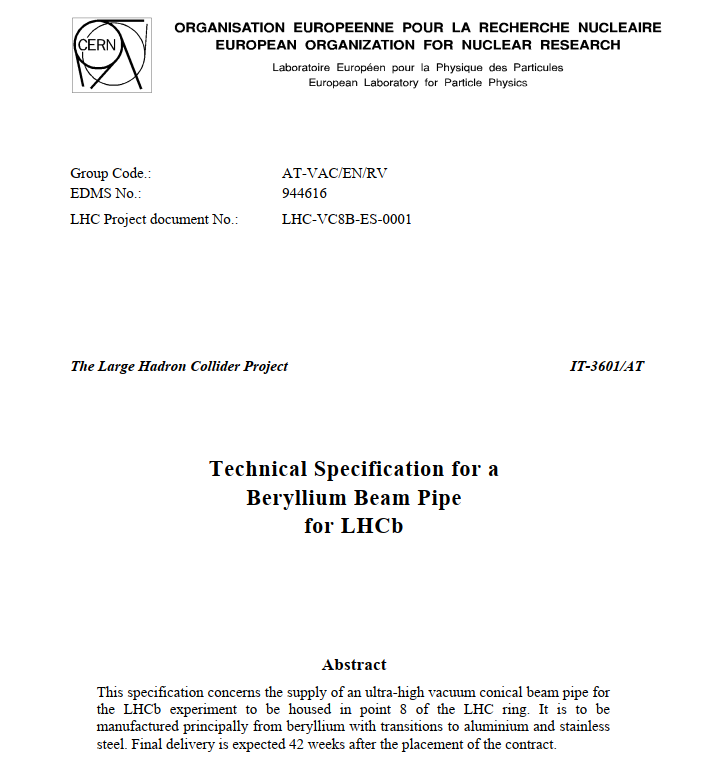 CERN
ORGANISATION EUROPEENNE POUR LA RECHERCHE NUCLEAIRE
EUROPEAN ORGANIZATION FOR NUCLEAR RESEARCH
Laboratoire Européen pour la Physique des Particules
European Laboratory for Particle Physics
Group Code.: AT-VAC/EN/RV
EDMS No.: 944616
LHC Project document No.: LHC-VC8B-ES-0001
The Large Hadron Collider Project IT-3601/AT
Technical Specification for a
Beryllium Beam Pipe
for LHCb
Abstract
This specification concerns the supply of an ultra-high vacuum conical beam pipe for
the LHCb experiment to be housed in point 8 of the LHC ring. It is to be
manufactured principally from beryllium with transitions to aluminium and stainless
steel. Final delivery is expected 42 weeks after the placement of the contract.